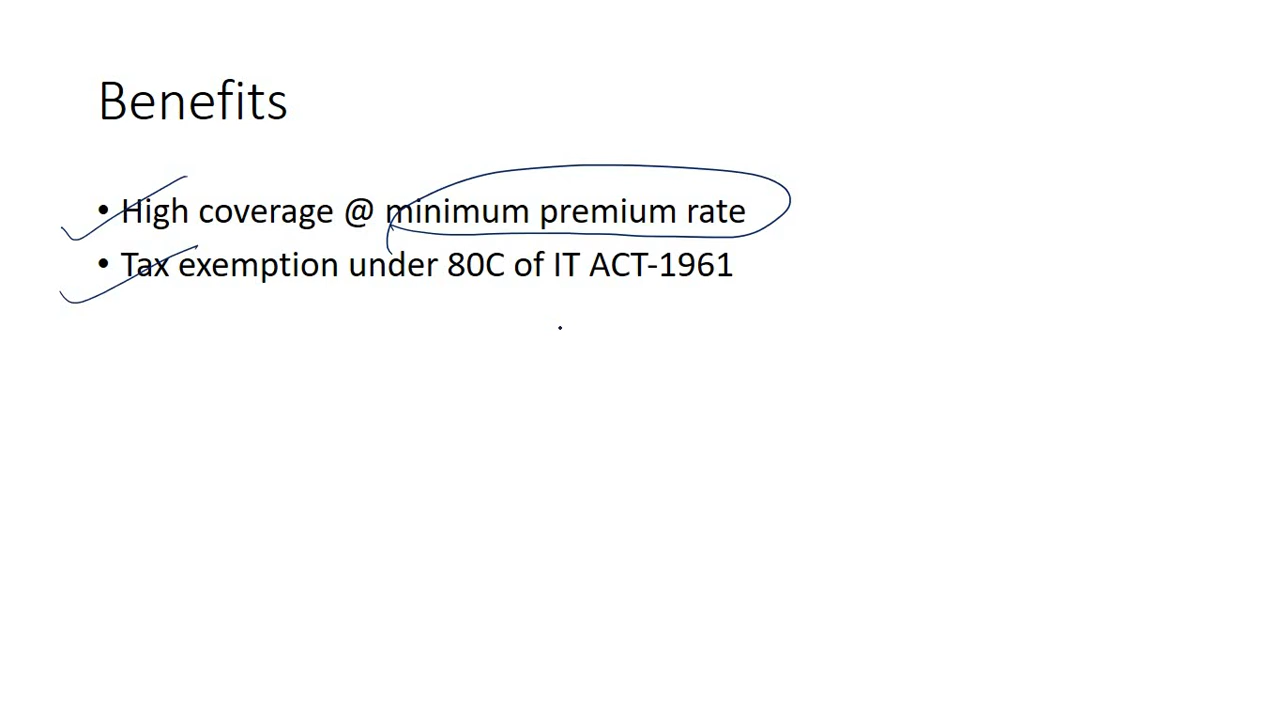 Benefits
• High coverage @ minimum premium rate
• Tax exemption under 80C of IT ACT-1961